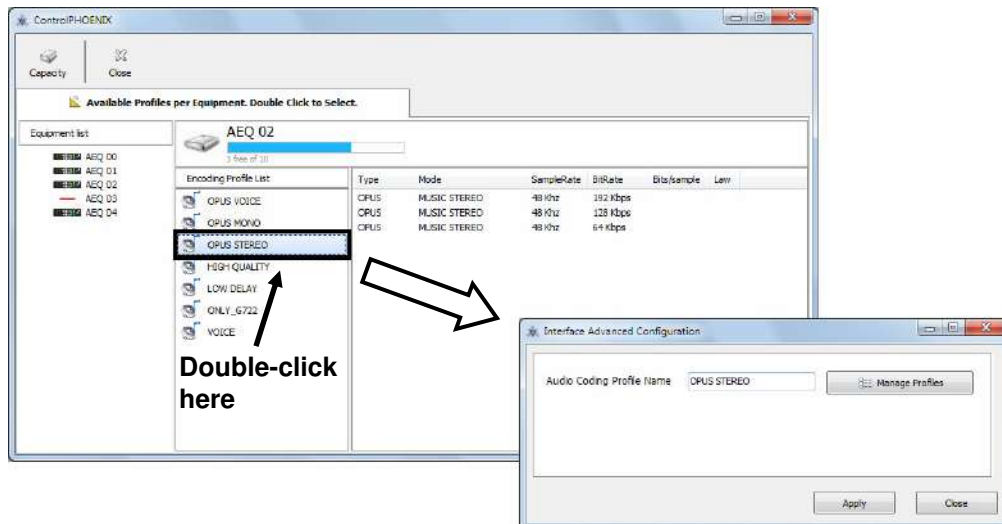 ControlPHOENIX
Capacity
Close
Available Profiles per Equipment. Double Click to Select.
Equipment list
AEQ 00
AEQ 01
AEQ 02
AEQ 03
AEQ 04
AEQ 02
3 free of 10
Encoding Profile List
OPUS VOICE
OPUS MONO
OPUS STEREO
HIGH QUALITY
LOW DELAY
ONLY_G722
VOICE
Type Mode SampleRate BitRate Bits/sample Law
OPUS MUSIC STEREO 48 Khz 192 Kbps
OPUS MUSIC STEREO 48 Khz 128 Kbps
OPUS MUSIC STEREO 48 Khz 64 Kbps
Double-click
here
Interface Advanced Configuration
Audio Coding Profile Name OPUS STEREO Manage Profiles
Apply Close